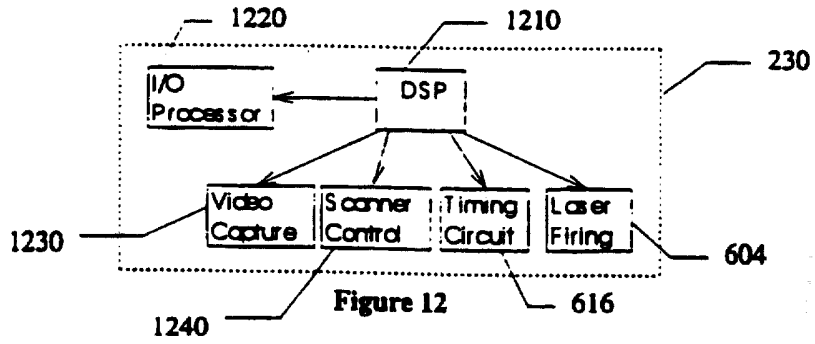 1220
1210
230
I/O
Processor
DSP
Video
Capture
Scanner
Control
Timing
Circuit
Laser
Firing
1230
604
Figure 12
616
1240